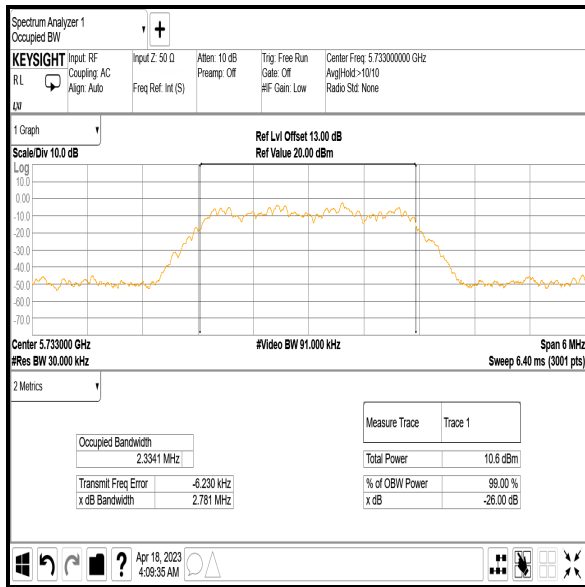 Spectrum Analyzer 1
Occupied BW
KEYSIGHT
R L
LXI
Input: RF
Coupling: AC
Align: Auto
Input Z: 50 Ω
Freq Ref: Int (S)
Atten: 10 dB
Preamp: Off
Trig: Free Run
Gate: Off
#IF Gain: Low
Center Freq: 5.733000000 GHz
Avg|Hold:>10/10
Radio Std: None
1 Graph
Scale/Div 10.0 dB
Ref Lvl Offset 13.00 dB
Ref Value 20.00 dBm
Log
10.0
0.00
-10.0
-20.0
-30.0
-40.0
-50.0
-60.0
-70.0
Center 5.733000 GHz
#Res BW 30.000 kHz
#Video BW 91.000 kHz
Span 6 MHz
Sweep 6.40 ms (3001 pts)
2 Metrics
Occupied Bandwidth
2.3341 MHz
Transmit Freq Error -6.230 kHz
x dB Bandwidth 2.781 MHz
Measure Trace Trace 1
Total Power 10.6 dBm
% of OBW Power 99.00 %
x dB -26.00 dB
Apr 18, 2023
4:09:35 AM